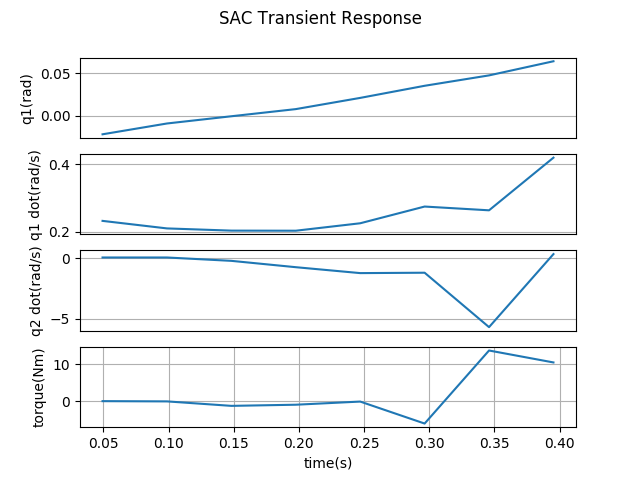 SAC Transient Response
q1(rad)
0.05
0.00
q1 dot(rad/s)
0.4
0.2
q2 dot(rad/s)
0
−5
torque(Nm)
10
0
0.05 0.10 0.15 0.20 0.25 0.30 0.35 0.40
time(s)